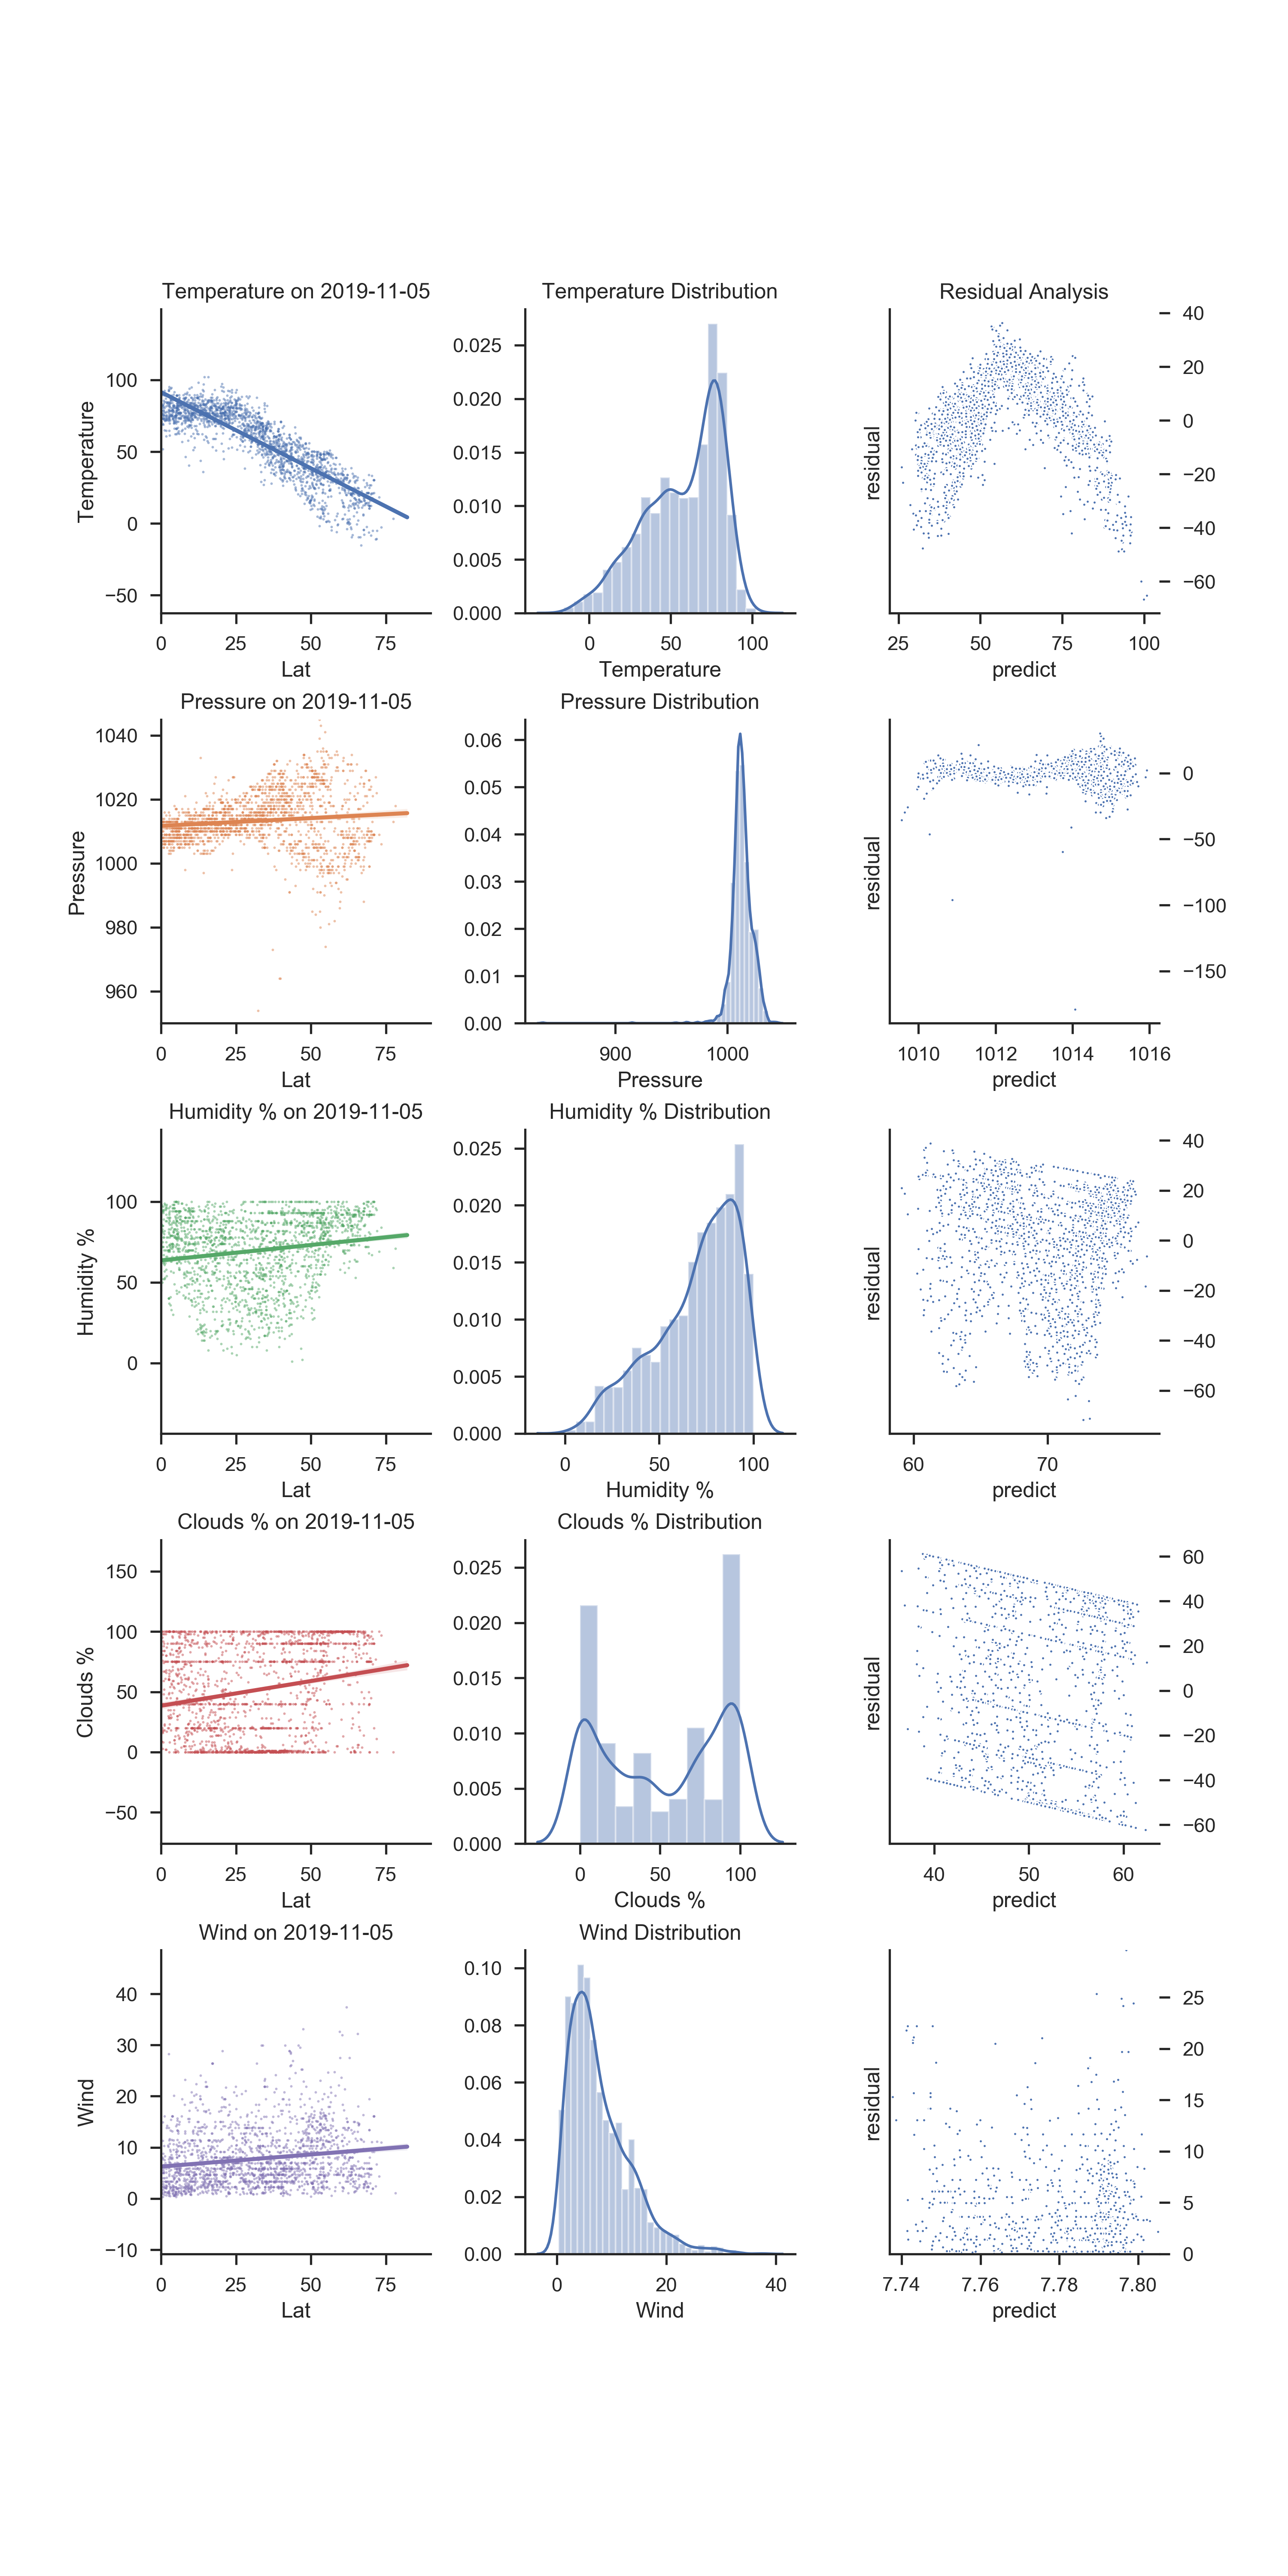 Temperature on 2019-11-05 Temperature Distribution Residual Analysis
Temperature
100
50
0
−50
0 25 50 75
Lat
0.025
0.020
0.015
0.010
0.005
0.000
0 50 100
Temperature
residual
40
20
0
−20
−40
−60
25 50 75 100
predict
Pressure on 2019-11-05 Pressure Distribution
Pressure
1040
1020
1000
980
960
0 25 50 75
Lat
0.06
0.05
0.04
0.03
0.02
0.01
0.00
900 1000
Pressure
residual
0
−50
−100
−150
1010 1012 1014 1016
predict
Humidity % on 2019-11-05 Humidity % Distribution
Humidity %
100
50
0
0 25 50 75
Lat
0.025
0.020
0.015
0.010
0.005
0.000
0 50 100
Humidity %
residual
40
20
0
−20
−40
−60
60 70
predict
Clouds % on 2019-11-05 Clouds % Distribution
Clouds %
150
100
50
0
−50
0 25 50 75
Lat
0.025
0.020
0.015
0.010
0.005
0.000
0 50 100
Clouds %
residual
60
40
20
0
−20
−40
−60
40 50 60
predict
Wind on 2019-11-05 Wind Distribution
Wind
40
30
20
10
0
−10
0 25 50 75
Lat
0.10
0.08
0.06
0.04
0.02
0.00
0 20 40
Wind
residual
25
20
15
10
5
0
7.74 7.76 7.78 7.80
predict